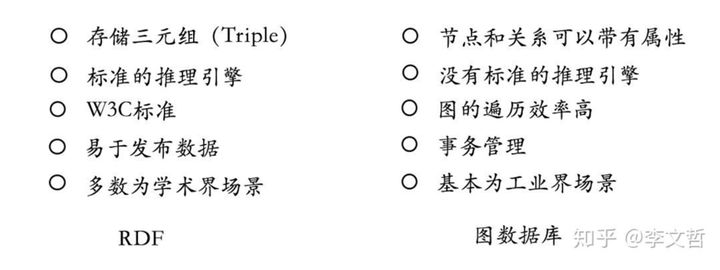 存储三元组（Triple）
标准的推理引擎
W3C标准
易于发布数据
多数为学术界场景
RDF
节点和关系可以带有属性
没有标准的推理引擎
图的遍历效率高
事务管理
基本为工业界场景
图数据库
知乎 @李文哲